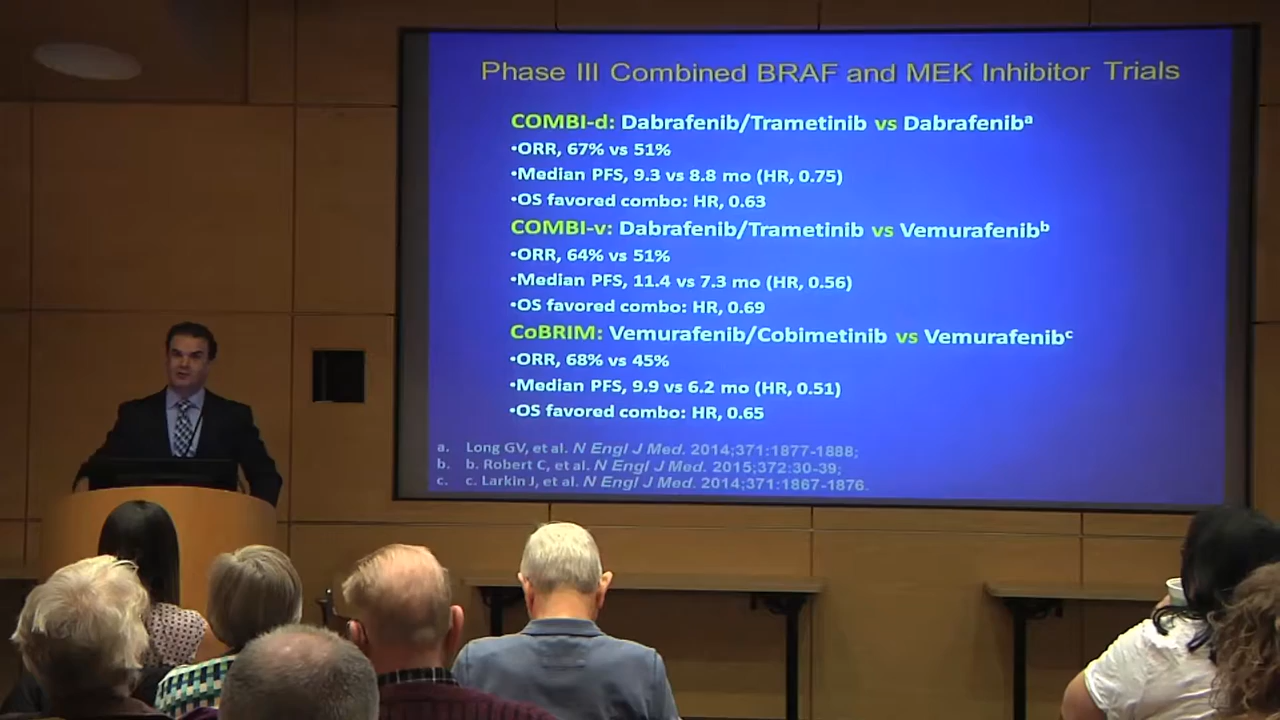 Phase III Combined BRAF and MEK Inhibitor Trials
COMBI-d: Dabrafenib/Trametinib vs Dabrafenibᵃ
•ORR, 67% vs 51%
•Median PFS, 9.3 vs 8.8 mo (HR, 0.75)
•OS favored combo: HR, 0.63
COMBI-v: Dabrafenib/Trametinib vs Vemurafenibᵇ
•ORR, 64% vs 51%
•Median PFS, 11.4 vs 7.3 mo (HR, 0.56)
•OS favored combo: HR, 0.69
CoBRIM: Vemurafenib/Cobimetinib vs Vemurafenibᶜ
•ORR, 68% vs 45%
•Median PFS, 9.9 vs 6.2 mo (HR, 0.51)
•OS favored combo: HR, 0.65
a. Long GV, et al. N Engl J Med. 2014;371:1877-1888;
b. b. Robert C, et al. N Engl J Med. 2015;372:30-39;
c. c. Larkin J, et al. N Engl J Med. 2014;371:1867-1876.